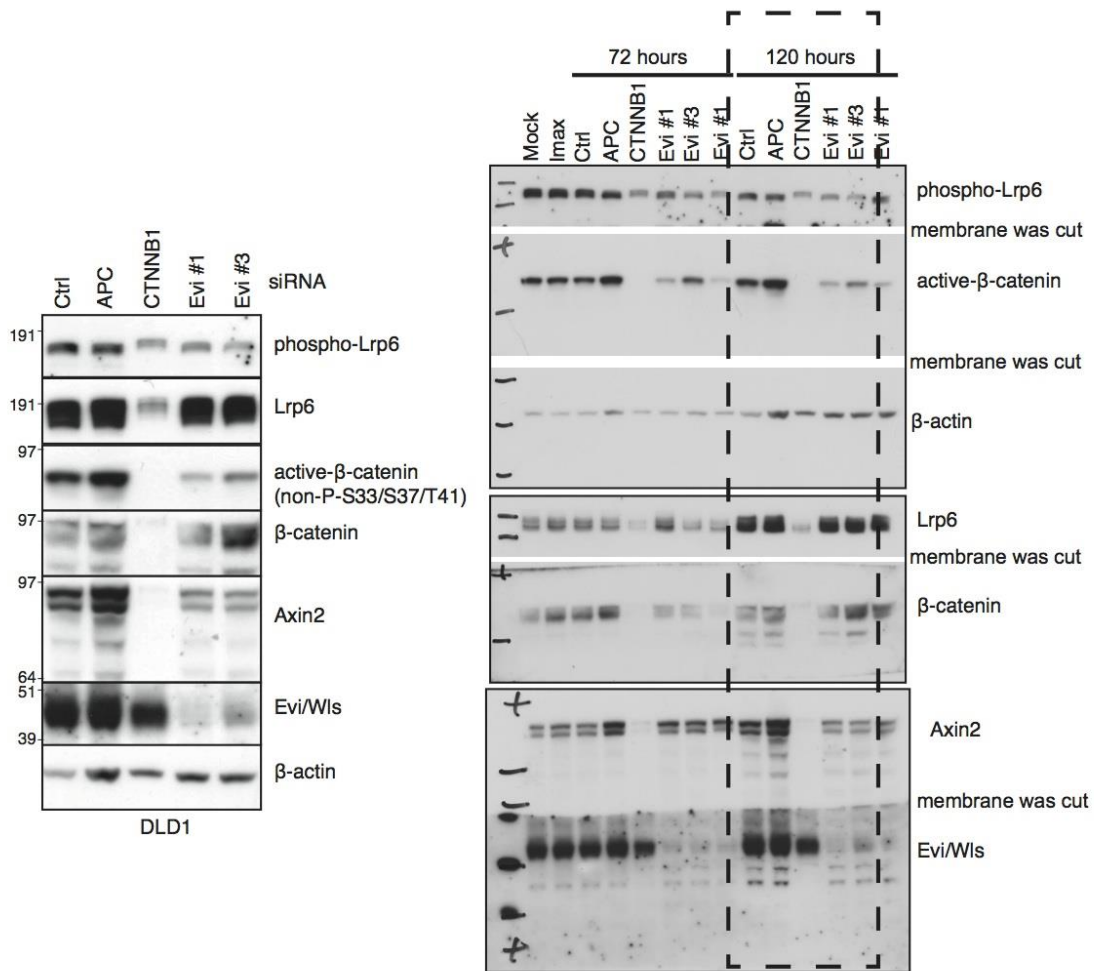 Ctrl
APC
CTNNB1
Evi #1
Evi #3
siRNA
191
phospho-Lrp6
191
Lrp6
97
active-β-catenin
(non-P-S33/S37/T41)
97
β-catenin
97
Axin2
64
51
Evi/Wls
39
β-actin
DLD1
72 hours
120 hours
Mock
Imax
Ctrl
APC
CTNNB1
Evi #1
Evi #3
Evi #1
Ctrl
APC
CTNNB1
Evi #1
Evi #3
Evi #1
phospho-Lrp6
membrane was cut
active-β-catenin
membrane was cut
β-actin
Lrp6
membrane was cut
β-catenin
Axin2
membrane was cut
Evi/Wls